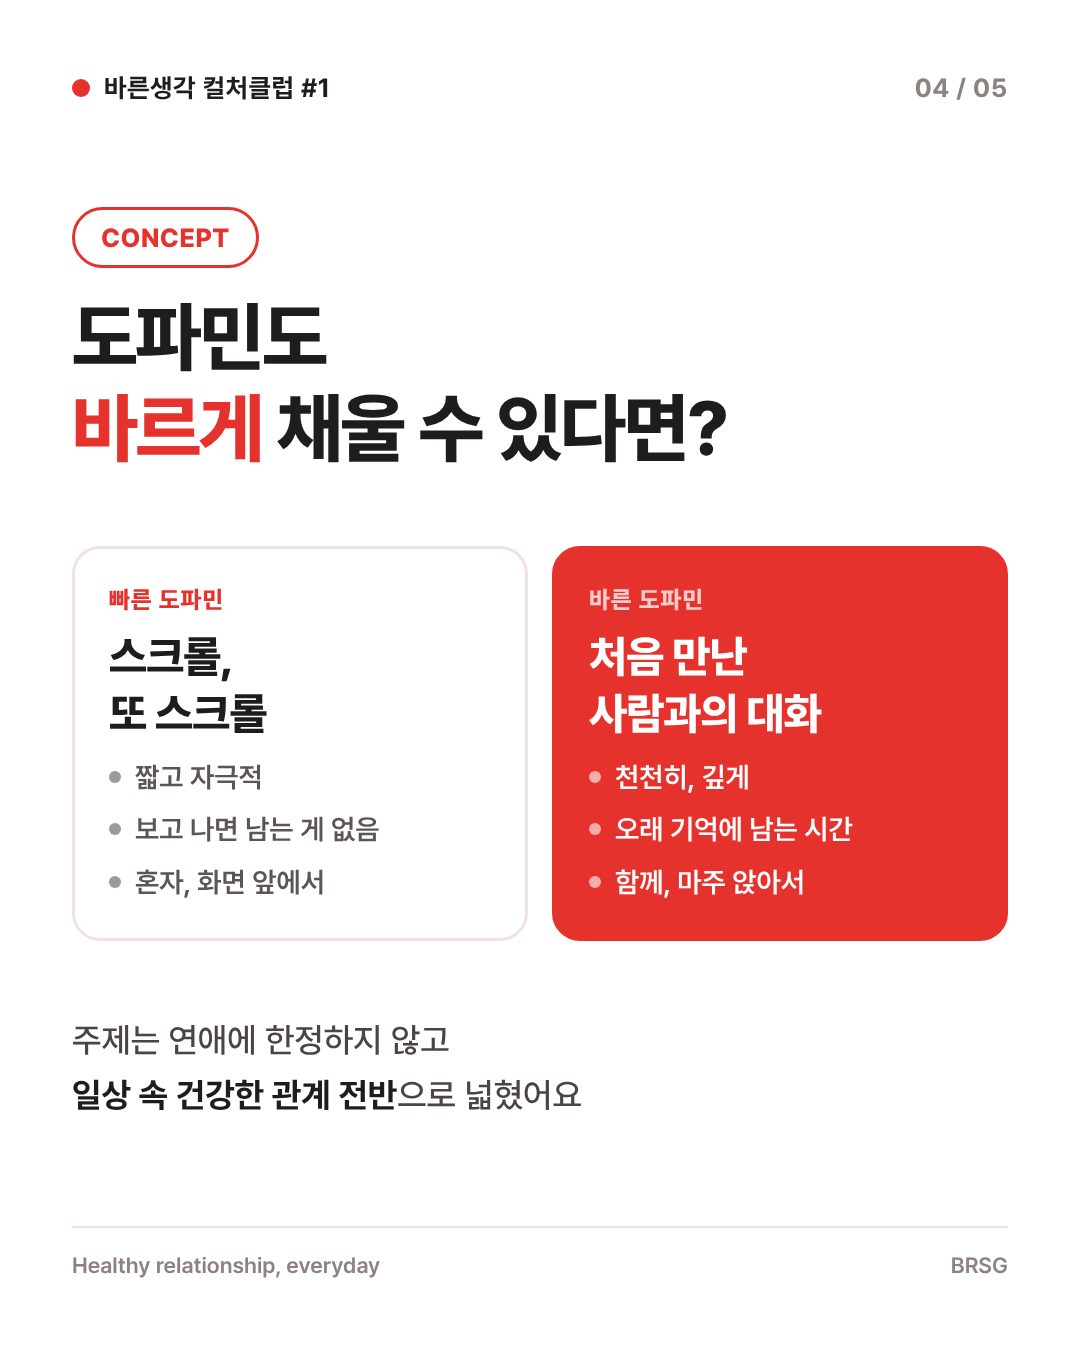 바른생각 컬처클럽 #1
04 / 05
CONCEPT
도파민도
바르게 채울 수 있다면?
빠른 도파민
스크롤,
또 스크롤
짧고 자극적
보고 나면 남는 게 없음
혼자, 화면 앞에서
바른 도파민
처음 만난
사람과의 대화
천천히, 깊게
오래 기억에 남는 시간
함께, 마주 앉아서
주제는 연애에 한정하지 않고
일상 속 건강한 관계 전반으로 넓혔어요
Healthy relationship, everyday
BRSG